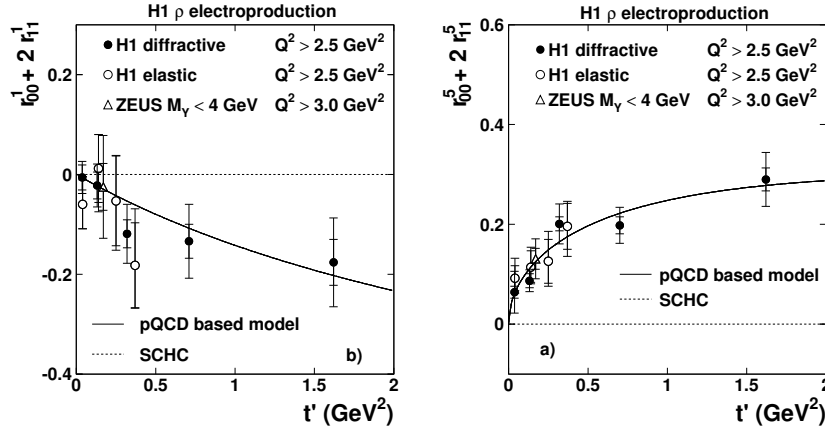 H1 ρ electroproduction
r¹₀₀ + 2 r¹₁₁
H1 diffractive Q² > 2.5 GeV²
H1 elastic Q² > 2.5 GeV²
ZEUS M_Y < 4 GeV Q² > 3.0 GeV²
0.2
0
-0.2
-0.4
pQCD based model
SCHC
b)
0.5
1
1.5
2
t' (GeV²)
H1 ρ electroproduction
r⁵₀₀ + 2 r⁵₁₁
H1 diffractive Q² > 2.5 GeV²
H1 elastic Q² > 2.5 GeV²
ZEUS M_Y < 4 GeV Q² > 3.0 GeV²
0.6
0.4
0.2
0
pQCD based model
SCHC
a)
0
0.5
1
1.5
2
t' (GeV²)